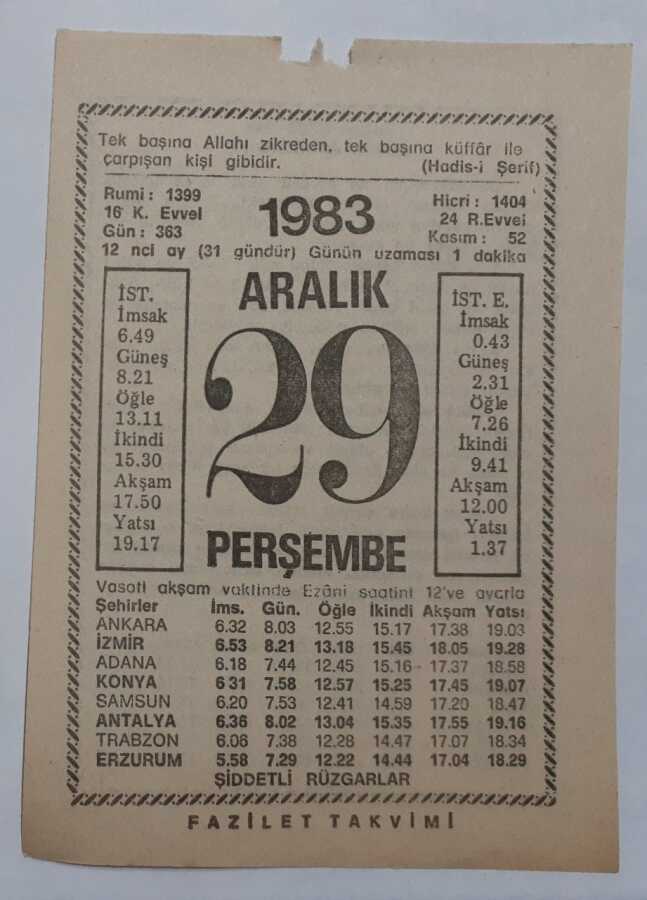 Tek başına Allahı zikreden, tek başına küffâr ile
çarpışan kişi gibidir. (Hadis-i Şerif)
Rumi : 1399
16 K. Evvel
Gün : 363
1983
Hicri : 1404
24 R.Evvel
Kasım : 52
12 nci ay (31 gündür) Günün uzaması 1 dakika
İST.
İmsak
6.49
Güneş
8.21
Öğle
13.11
İkindi
15.30
Akşam
17.50
Yatsı
19.17
ARALIK
29
PERŞEMBE
İST. E.
İmsak
0.43
Güneş
2.31
Öğle
7.26
İkindi
9.41
Akşam
12.00
Yatsı
1.37
Vasati akşam vaktinde Ezâni saatini 12've ayarla
Şehirler İms. Gün. Öğle İkindi Akşam Yatsı
ANKARA 6.32 8.03 12.55 15.17 17.38 19.03
İZMİR 6.53 8.21 13.18 15.45 18.05 19.28
ADANA 6.18 7.44 12.45 15.16 17.37 18.58
KONYA 6 31 7.58 12.57 15.25 17.45 19.07
SAMSUN 6.20 7.53 12.41 14.59 17.20 18.47
ANTALYA 6.36 8.02 13.04 15.35 17.55 19.16
TRABZON 6.06 7.38 12.28 14.47 17.07 18.34
ERZURUM 5.58 7.29 12.22 14.44 17.04 18.29
ŞİDDETLİ RÜZGARLAR
FAZİLET TAKVİMİ